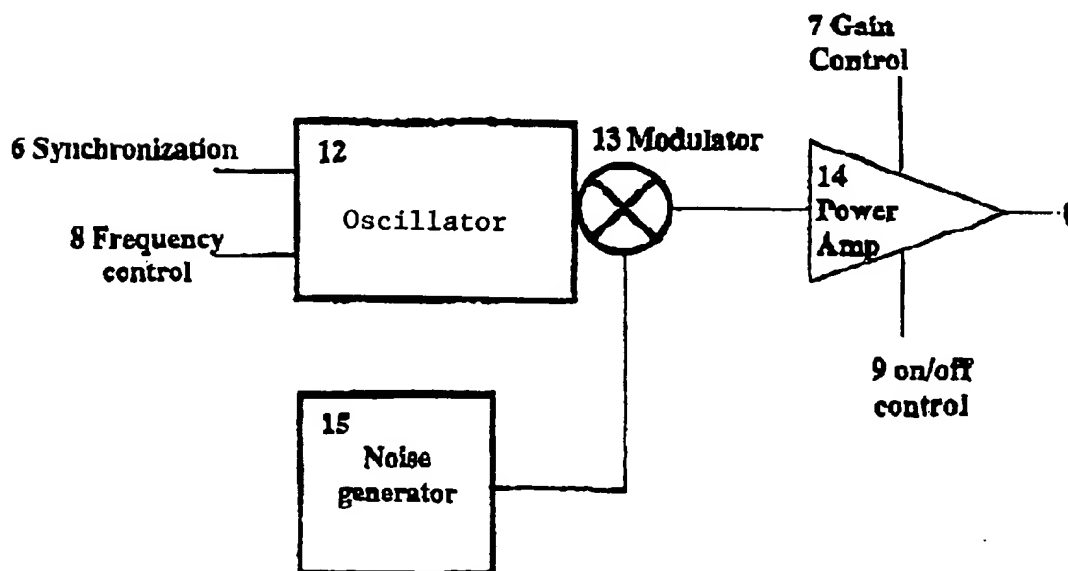 7 Gain
Control
6 Synchronization
12
13 Modulator
Oscillator
14
Power
Amp
8 Frequency
control
9 on/off
control
15
Noise
generator